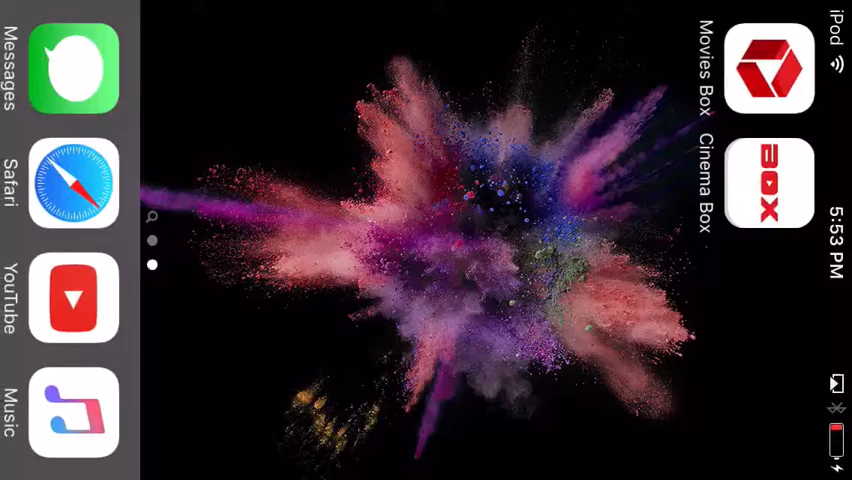 iPod 5:53 PM
BOX
Movies Box Cinema Box
Messages Safari YouTube Music